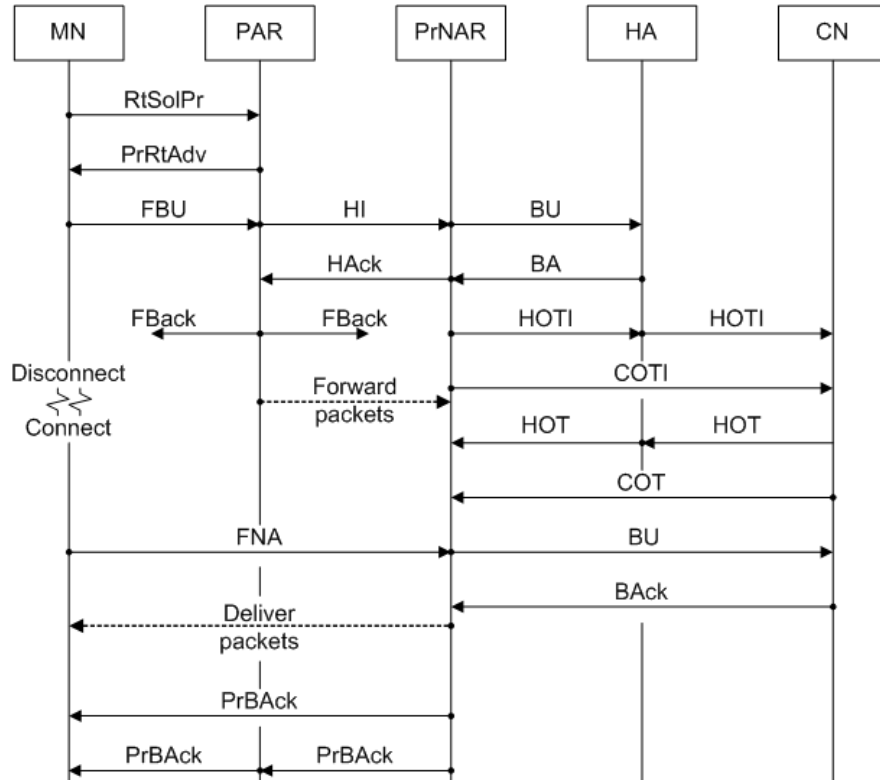 MN PAR PrNAR HA CN
RtSolPr
PrRtAdv
FBU HI BU
HAck BA
FBack FBack HOTI HOTI
Disconnect
Forward
packets
COTI
Connect
HOT HOT
COT
FNA BU
BAck
Deliver
packets
PrBAck
PrBAck PrBAck